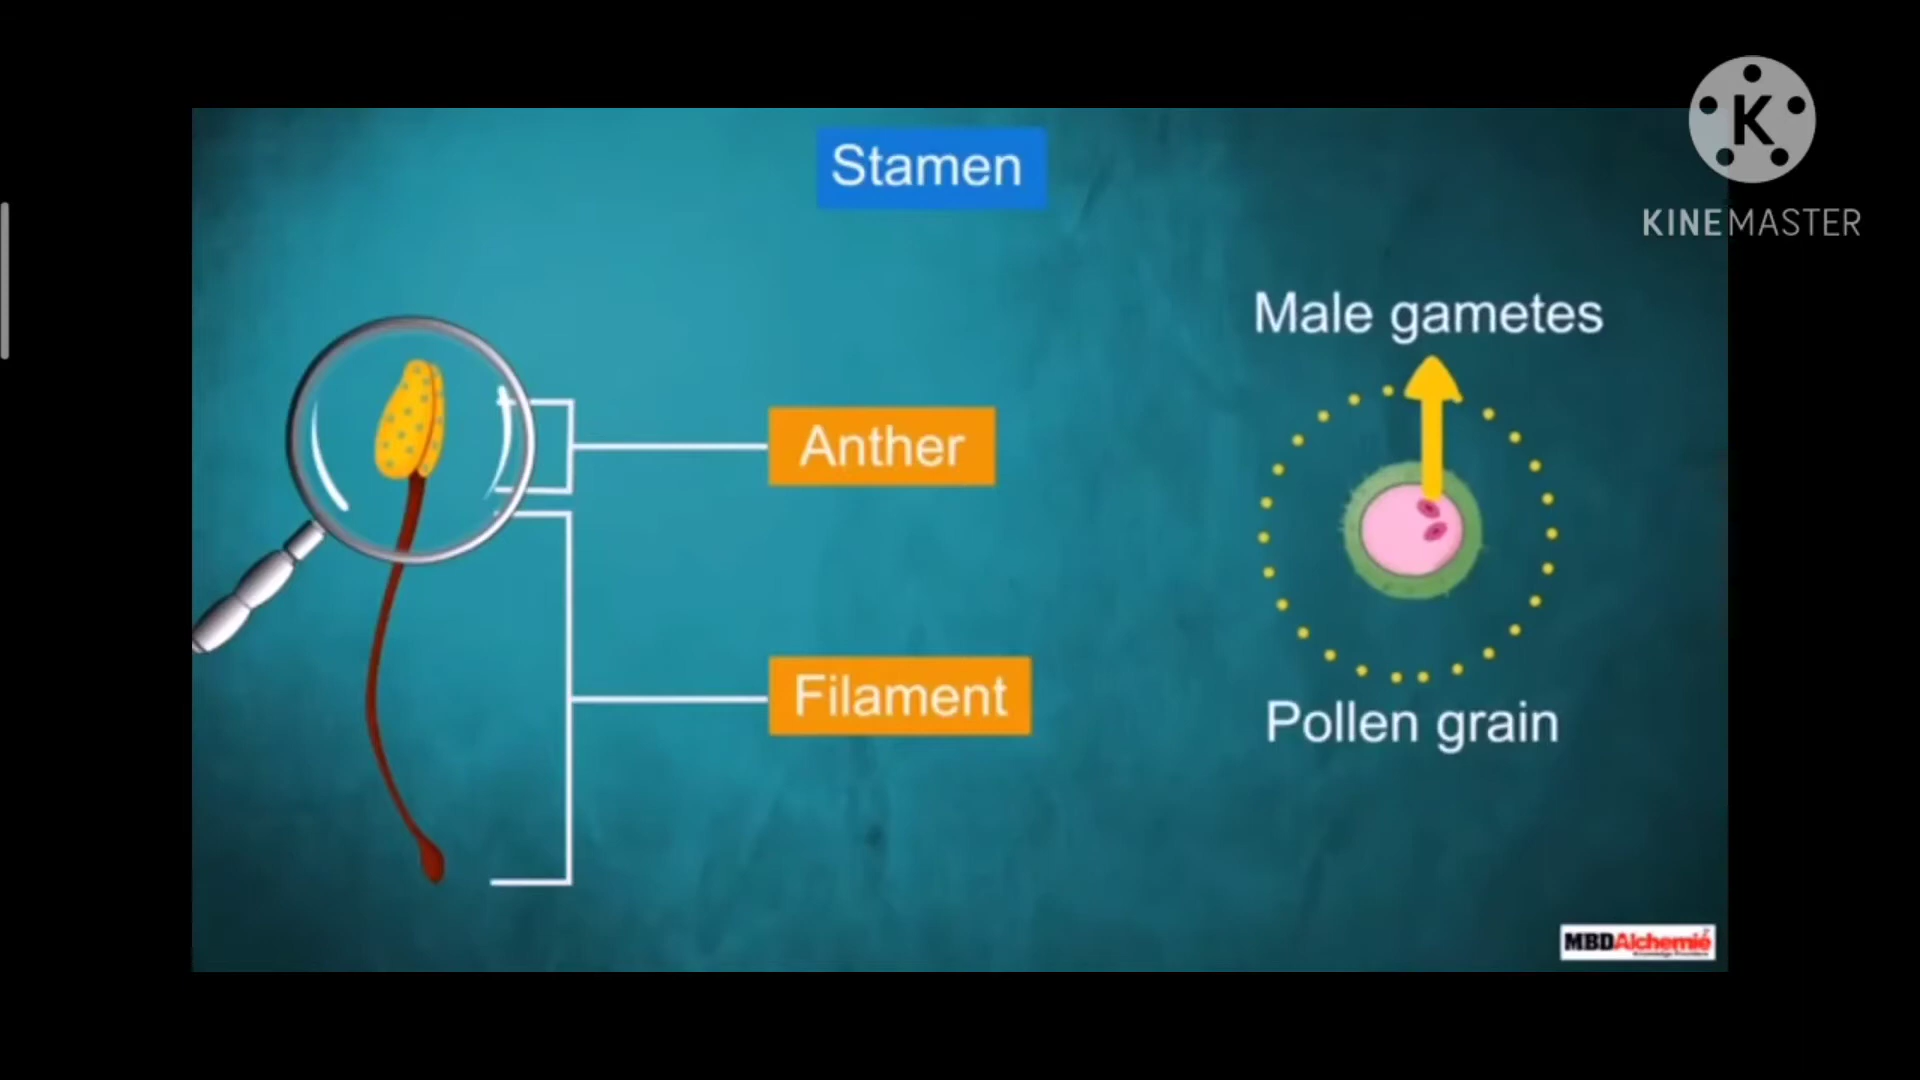 K
KINEMASTER
Stamen
Male gametes
Anther
Filament
Pollen grain
MBDAlchemie